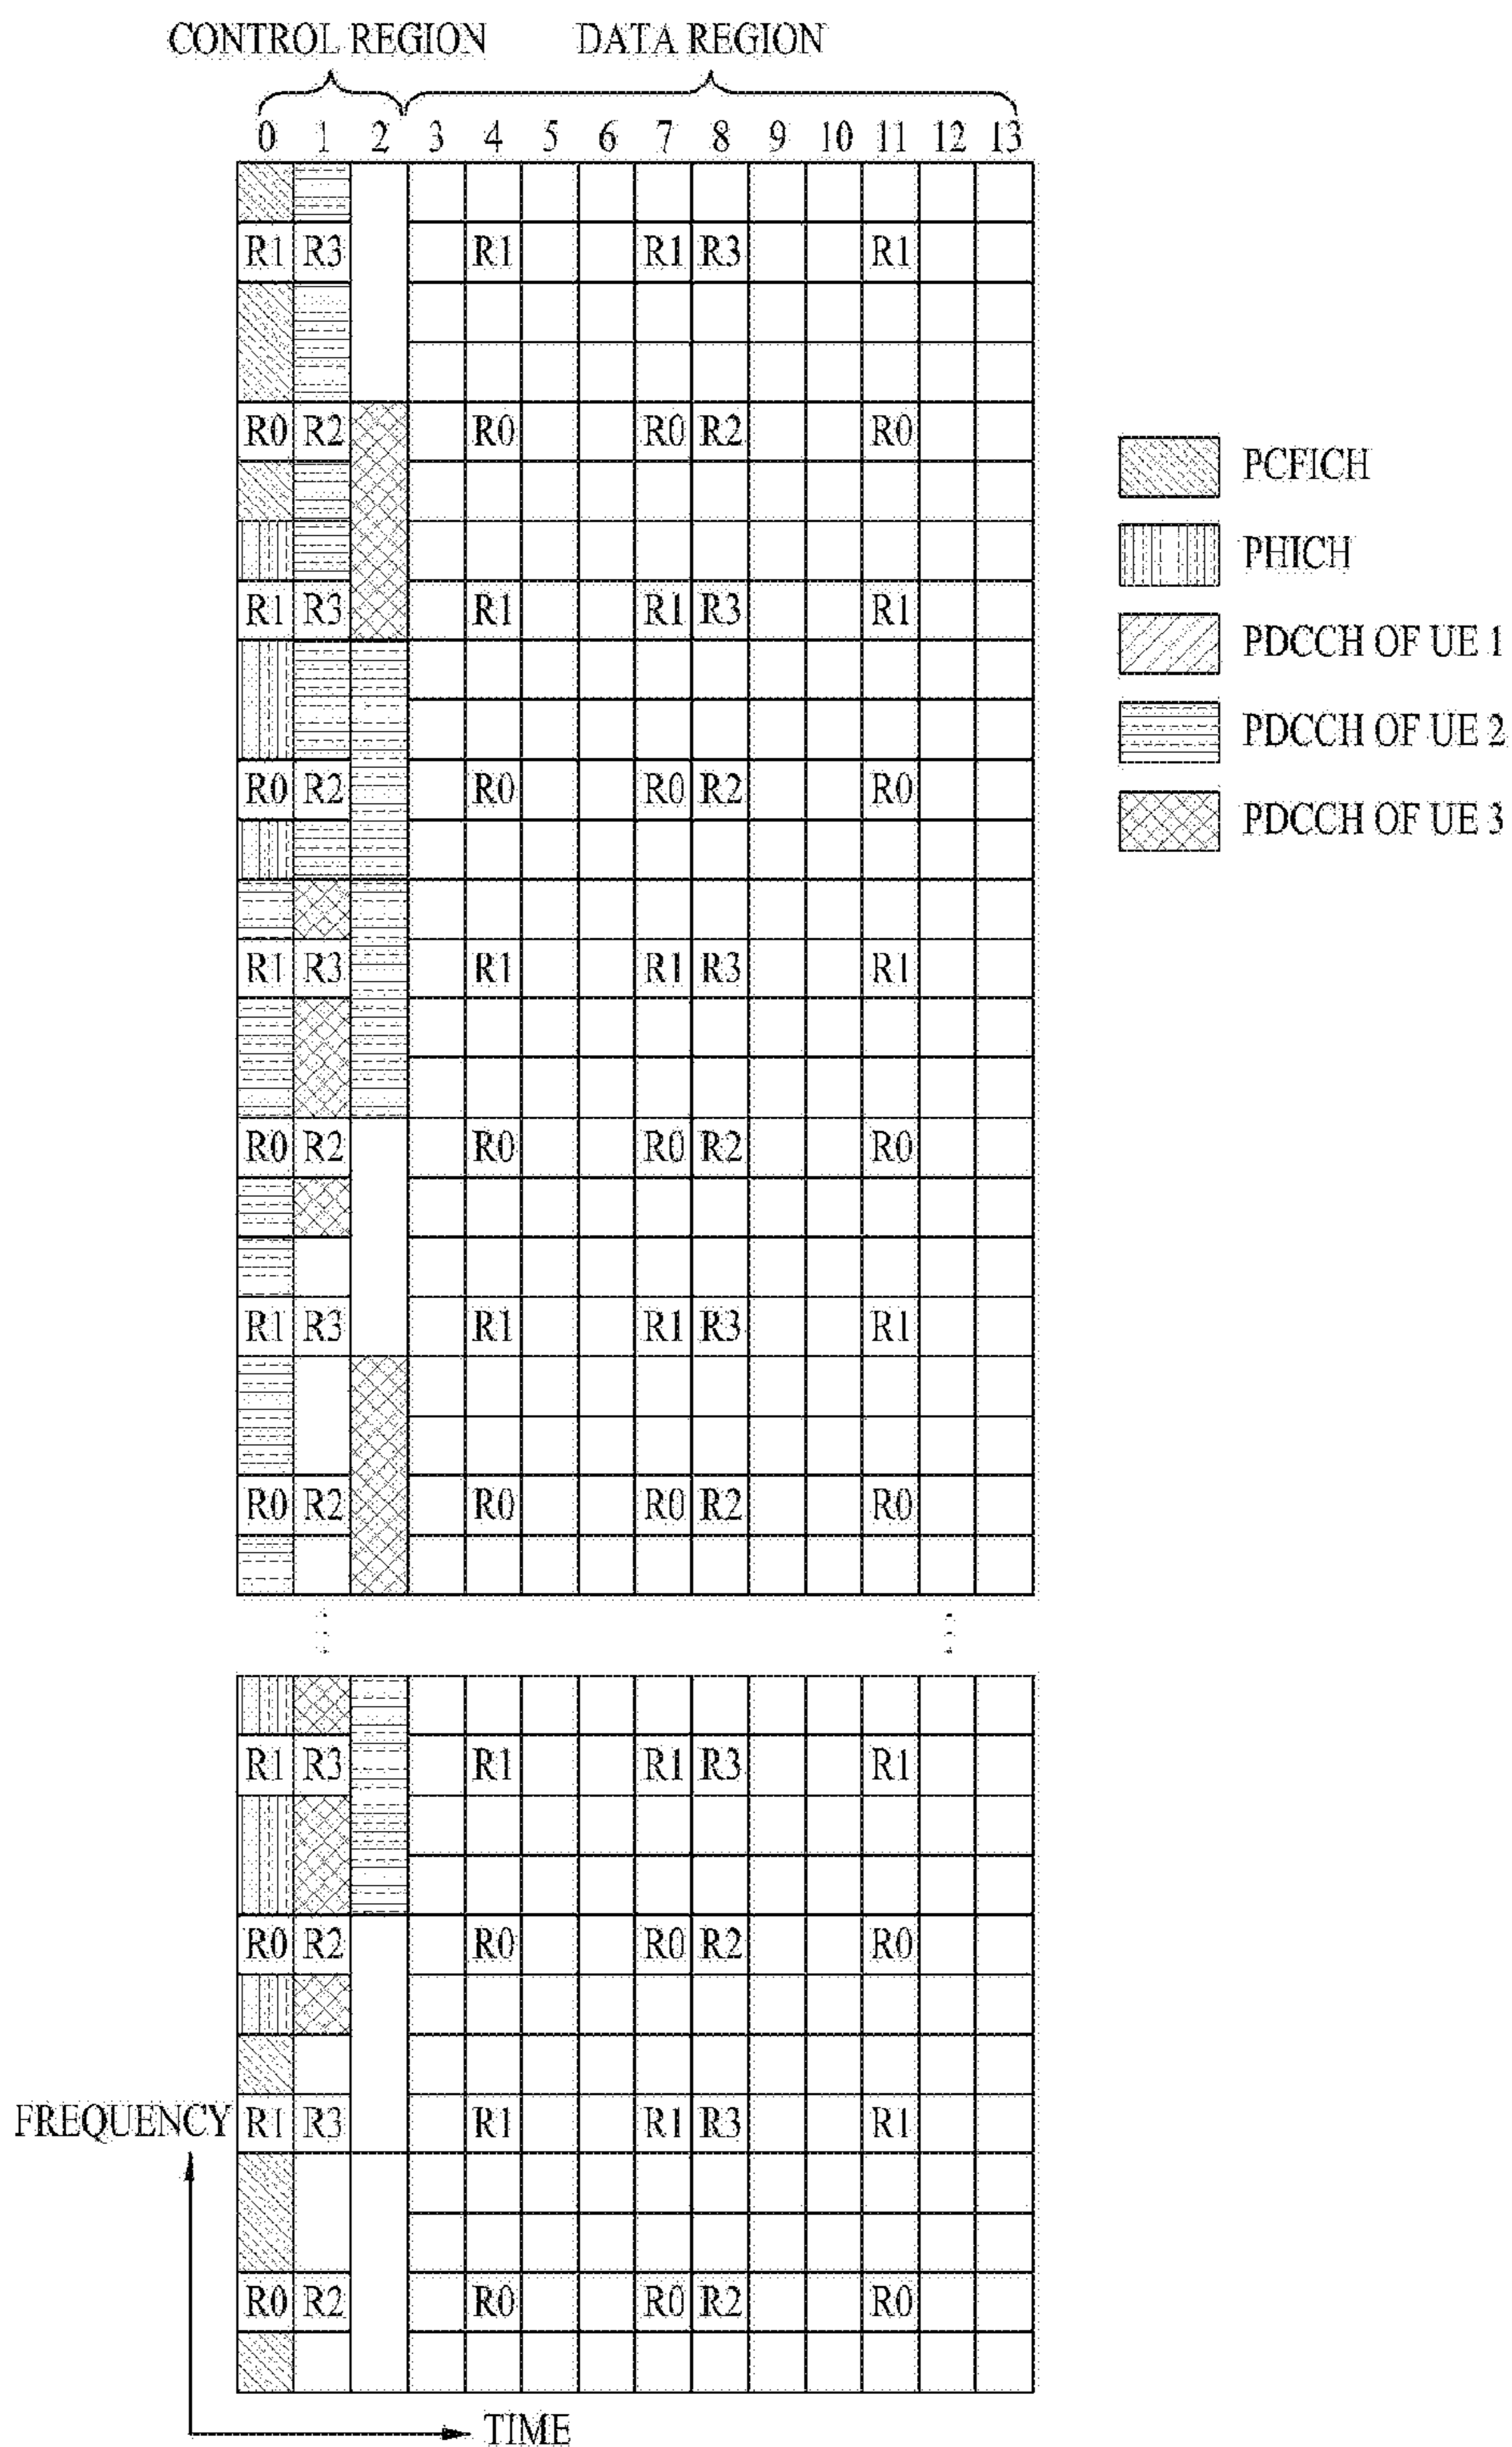 CONTROL REGION DATA REGION
0 1 2 3 4 5 6 7 8 9 10 11 12 13
R1 R3 R1 R1 R3 R1
R0 R2 R0 R0 R2 R0
R1 R3 R1 R1 R3 R1
R0 R2 R0 R0 R2 R0
R1 R3 R1 R1 R3 R1
R0 R2 R0 R0 R2 R0
R1 R3 R1 R1 R3 R1
R0 R2 R0 R0 R2 R0
PCFICH
PHICH
PDCCH OF UE 1
PDCCH OF UE 2
PDCCH OF UE 3
R1 R3 R1 R1 R3 R1
R0 R2 R0 R0 R2 R0
FREQUENCY R1 R3 R1 R1 R3 R1
R0 R2 R0 R0 R2 R0
TIME